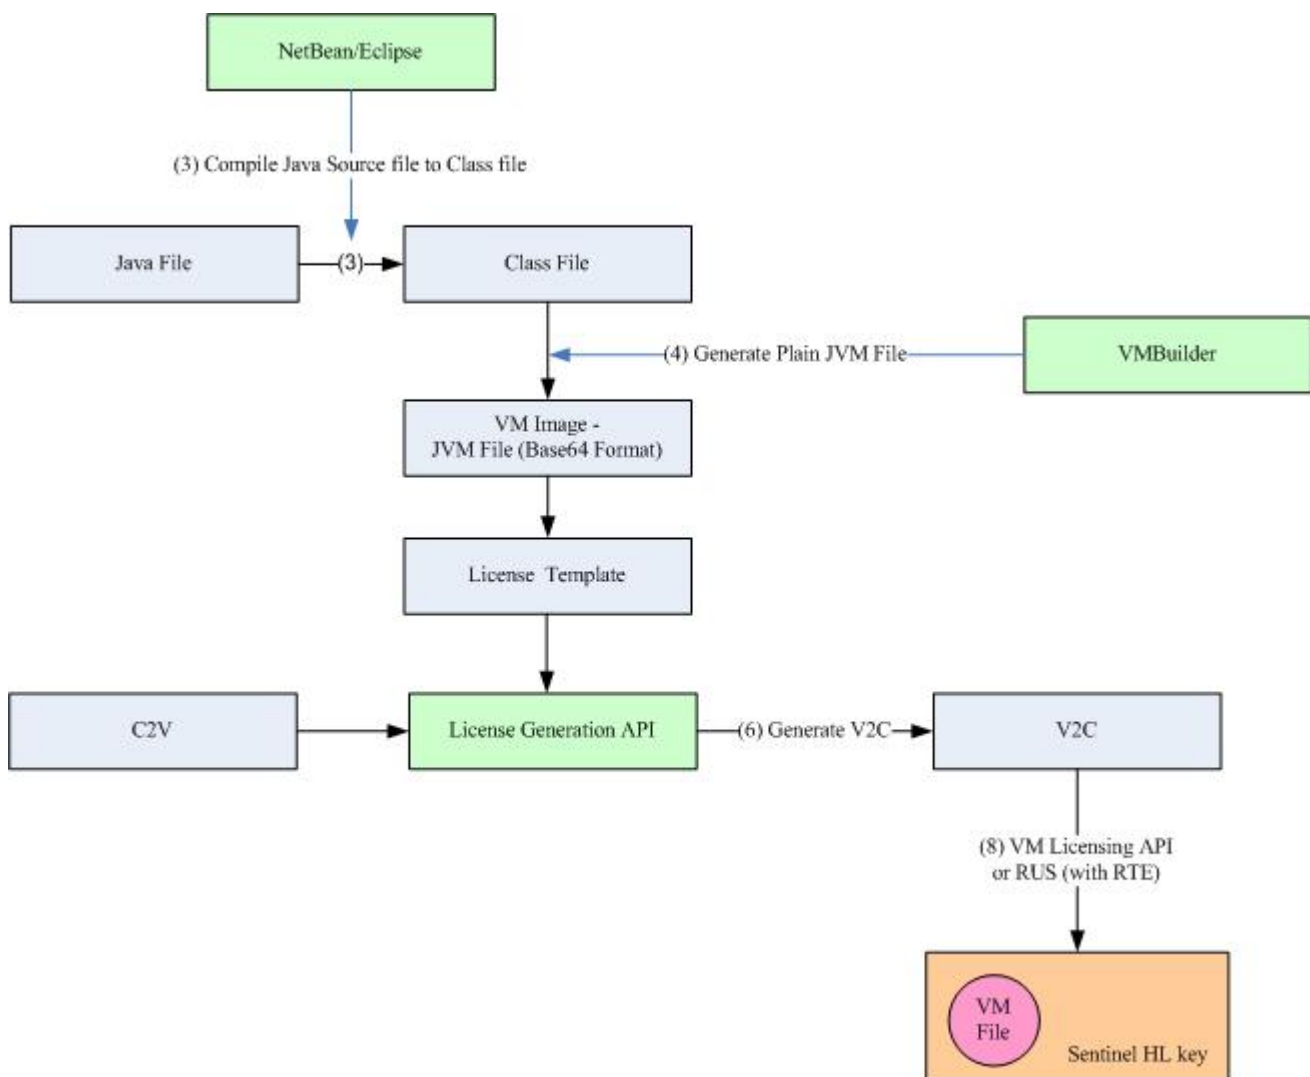 NetBean/Eclipse
(3) Compile Java Source file to Class file
Java File
(3)
Class File
(4) Generate Plain JVM File
VMBuilder
VM Image -
JVM File (Base64 Format)
License Template
C2V
License Generation API
(6) Generate V2C
V2C
(8) VM Licensing API
or RUS (with RTE)
VM
File
Sentinel HL key